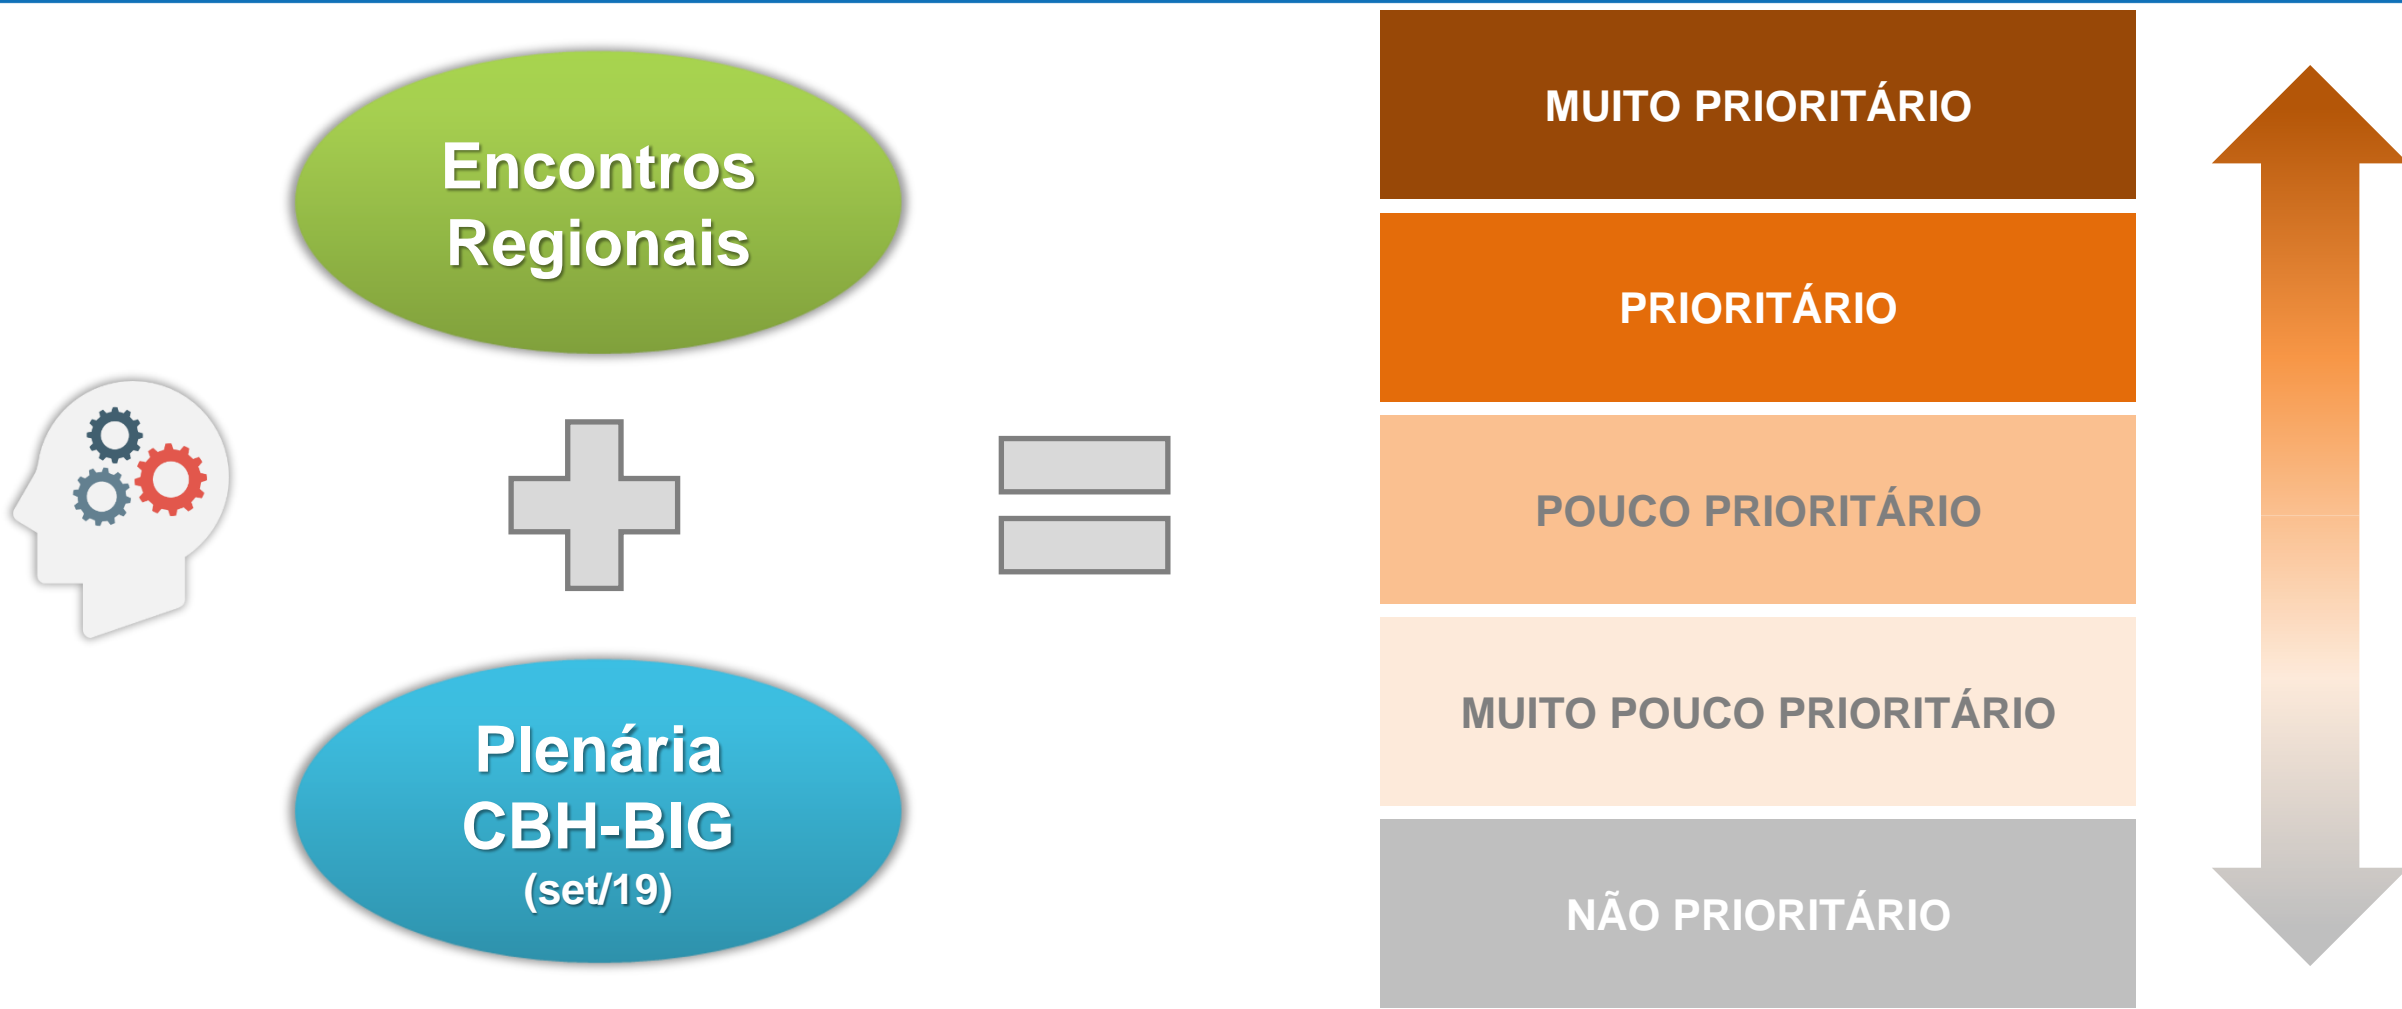 Encontros
Regionais
Plenária
CBH-BIG
(set/19)
MUITO PRIORITÁRIO
PRIORITÁRIO
POUCO PRIORITÁRIO
MUITO POUCO PRIORITÁRIO
NÃO PRIORITÁRIO